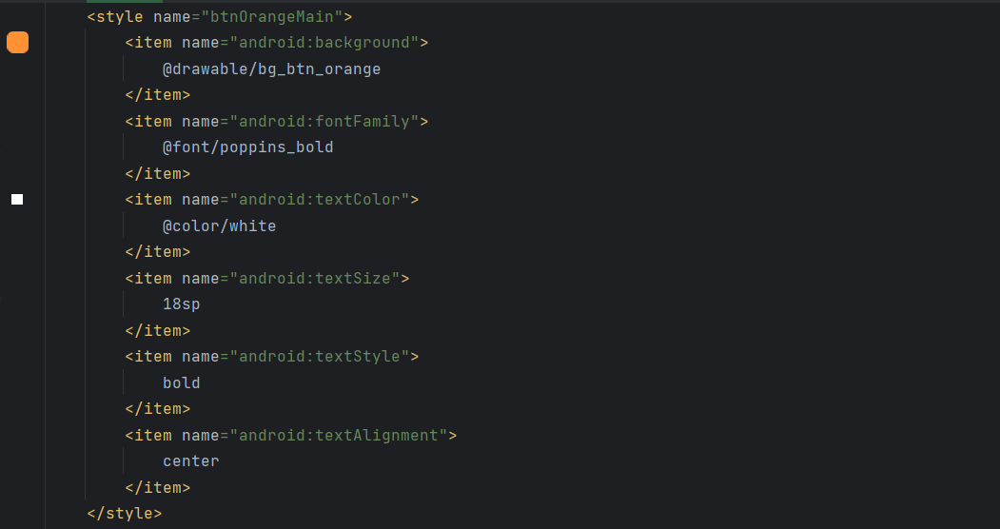 <style name="btnOrangeMain">
<item name="android:background">
@drawable/bg_btn_orange
</item>
<item name="android:fontFamily">
@font/poppins_bold
</item>
<item name="android:textColor">
@color/white
</item>
<item name="android:textSize">
18sp
</item>
<item name="android:textStyle">
bold
</item>
<item name="android:textAlignment">
center
</item>
</style>